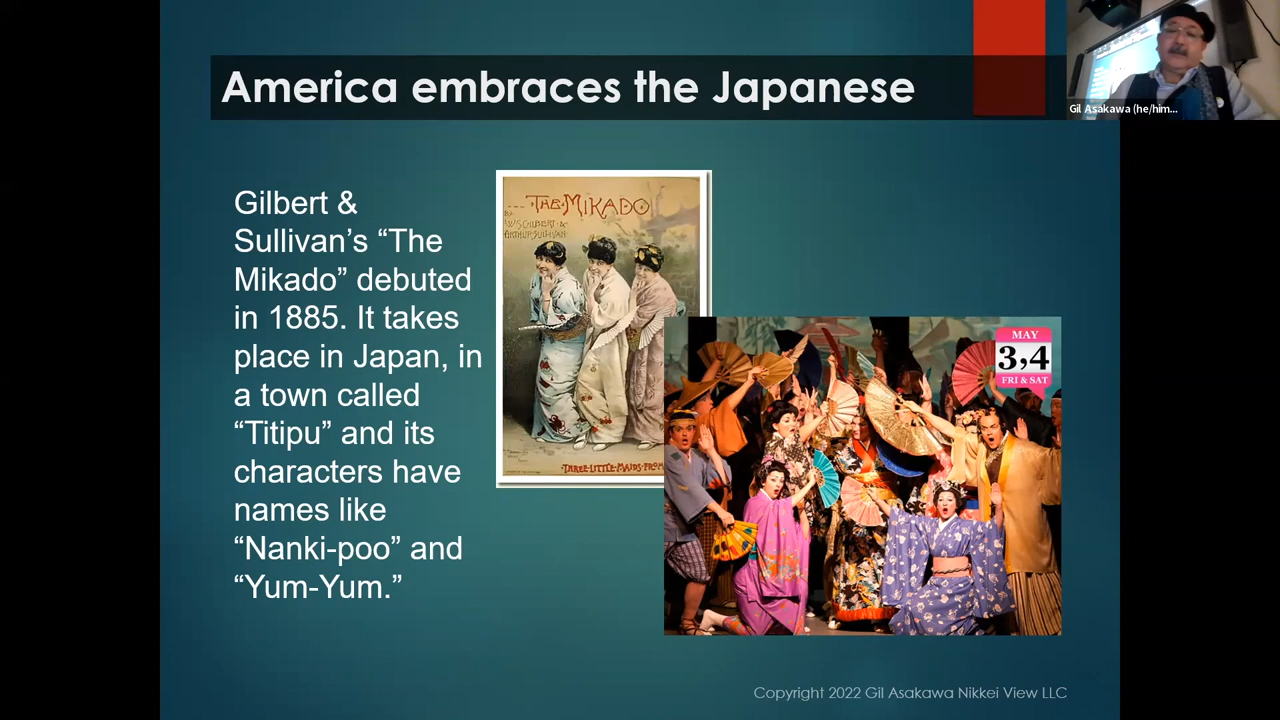 America embraces the Japanese
Gil Asakawa (he/him...
Gilbert &
Sullivan’s “The
Mikado” debuted
in 1885. It takes
place in Japan, in
a town called
“Titipu” and its
characters have
names like
“Nanki-poo” and
“Yum-Yum.”
THE MIKADO
BY
W.S. GILBERT &
ARTHUR SULLIVAN
THREE LITTLE MAIDS FROM
MAY
3,4
FRI & SAT
Copyright 2022 Gil Asakawa Nikkei View LLC